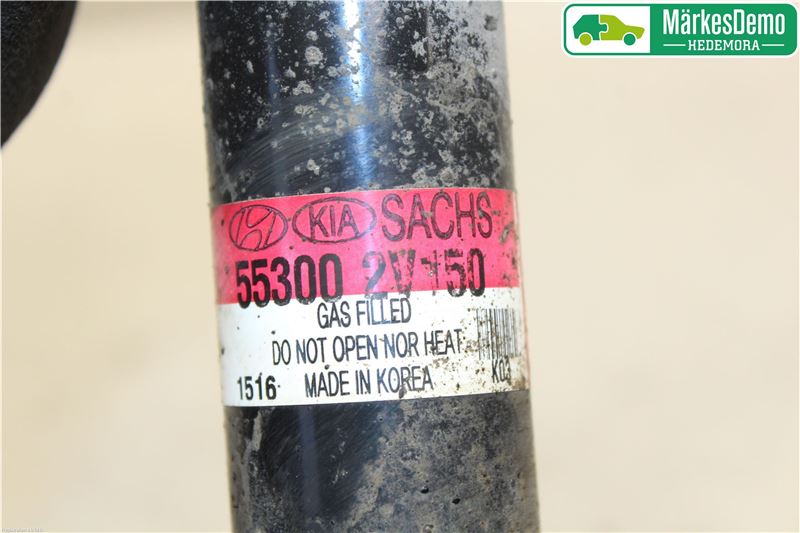 MärkesDemo
HEDEMORA
KIA SACHS
55300 2V150
GAS FILLED
DO NOT OPEN NOR HEAT
1516 MADE IN KOREA K03